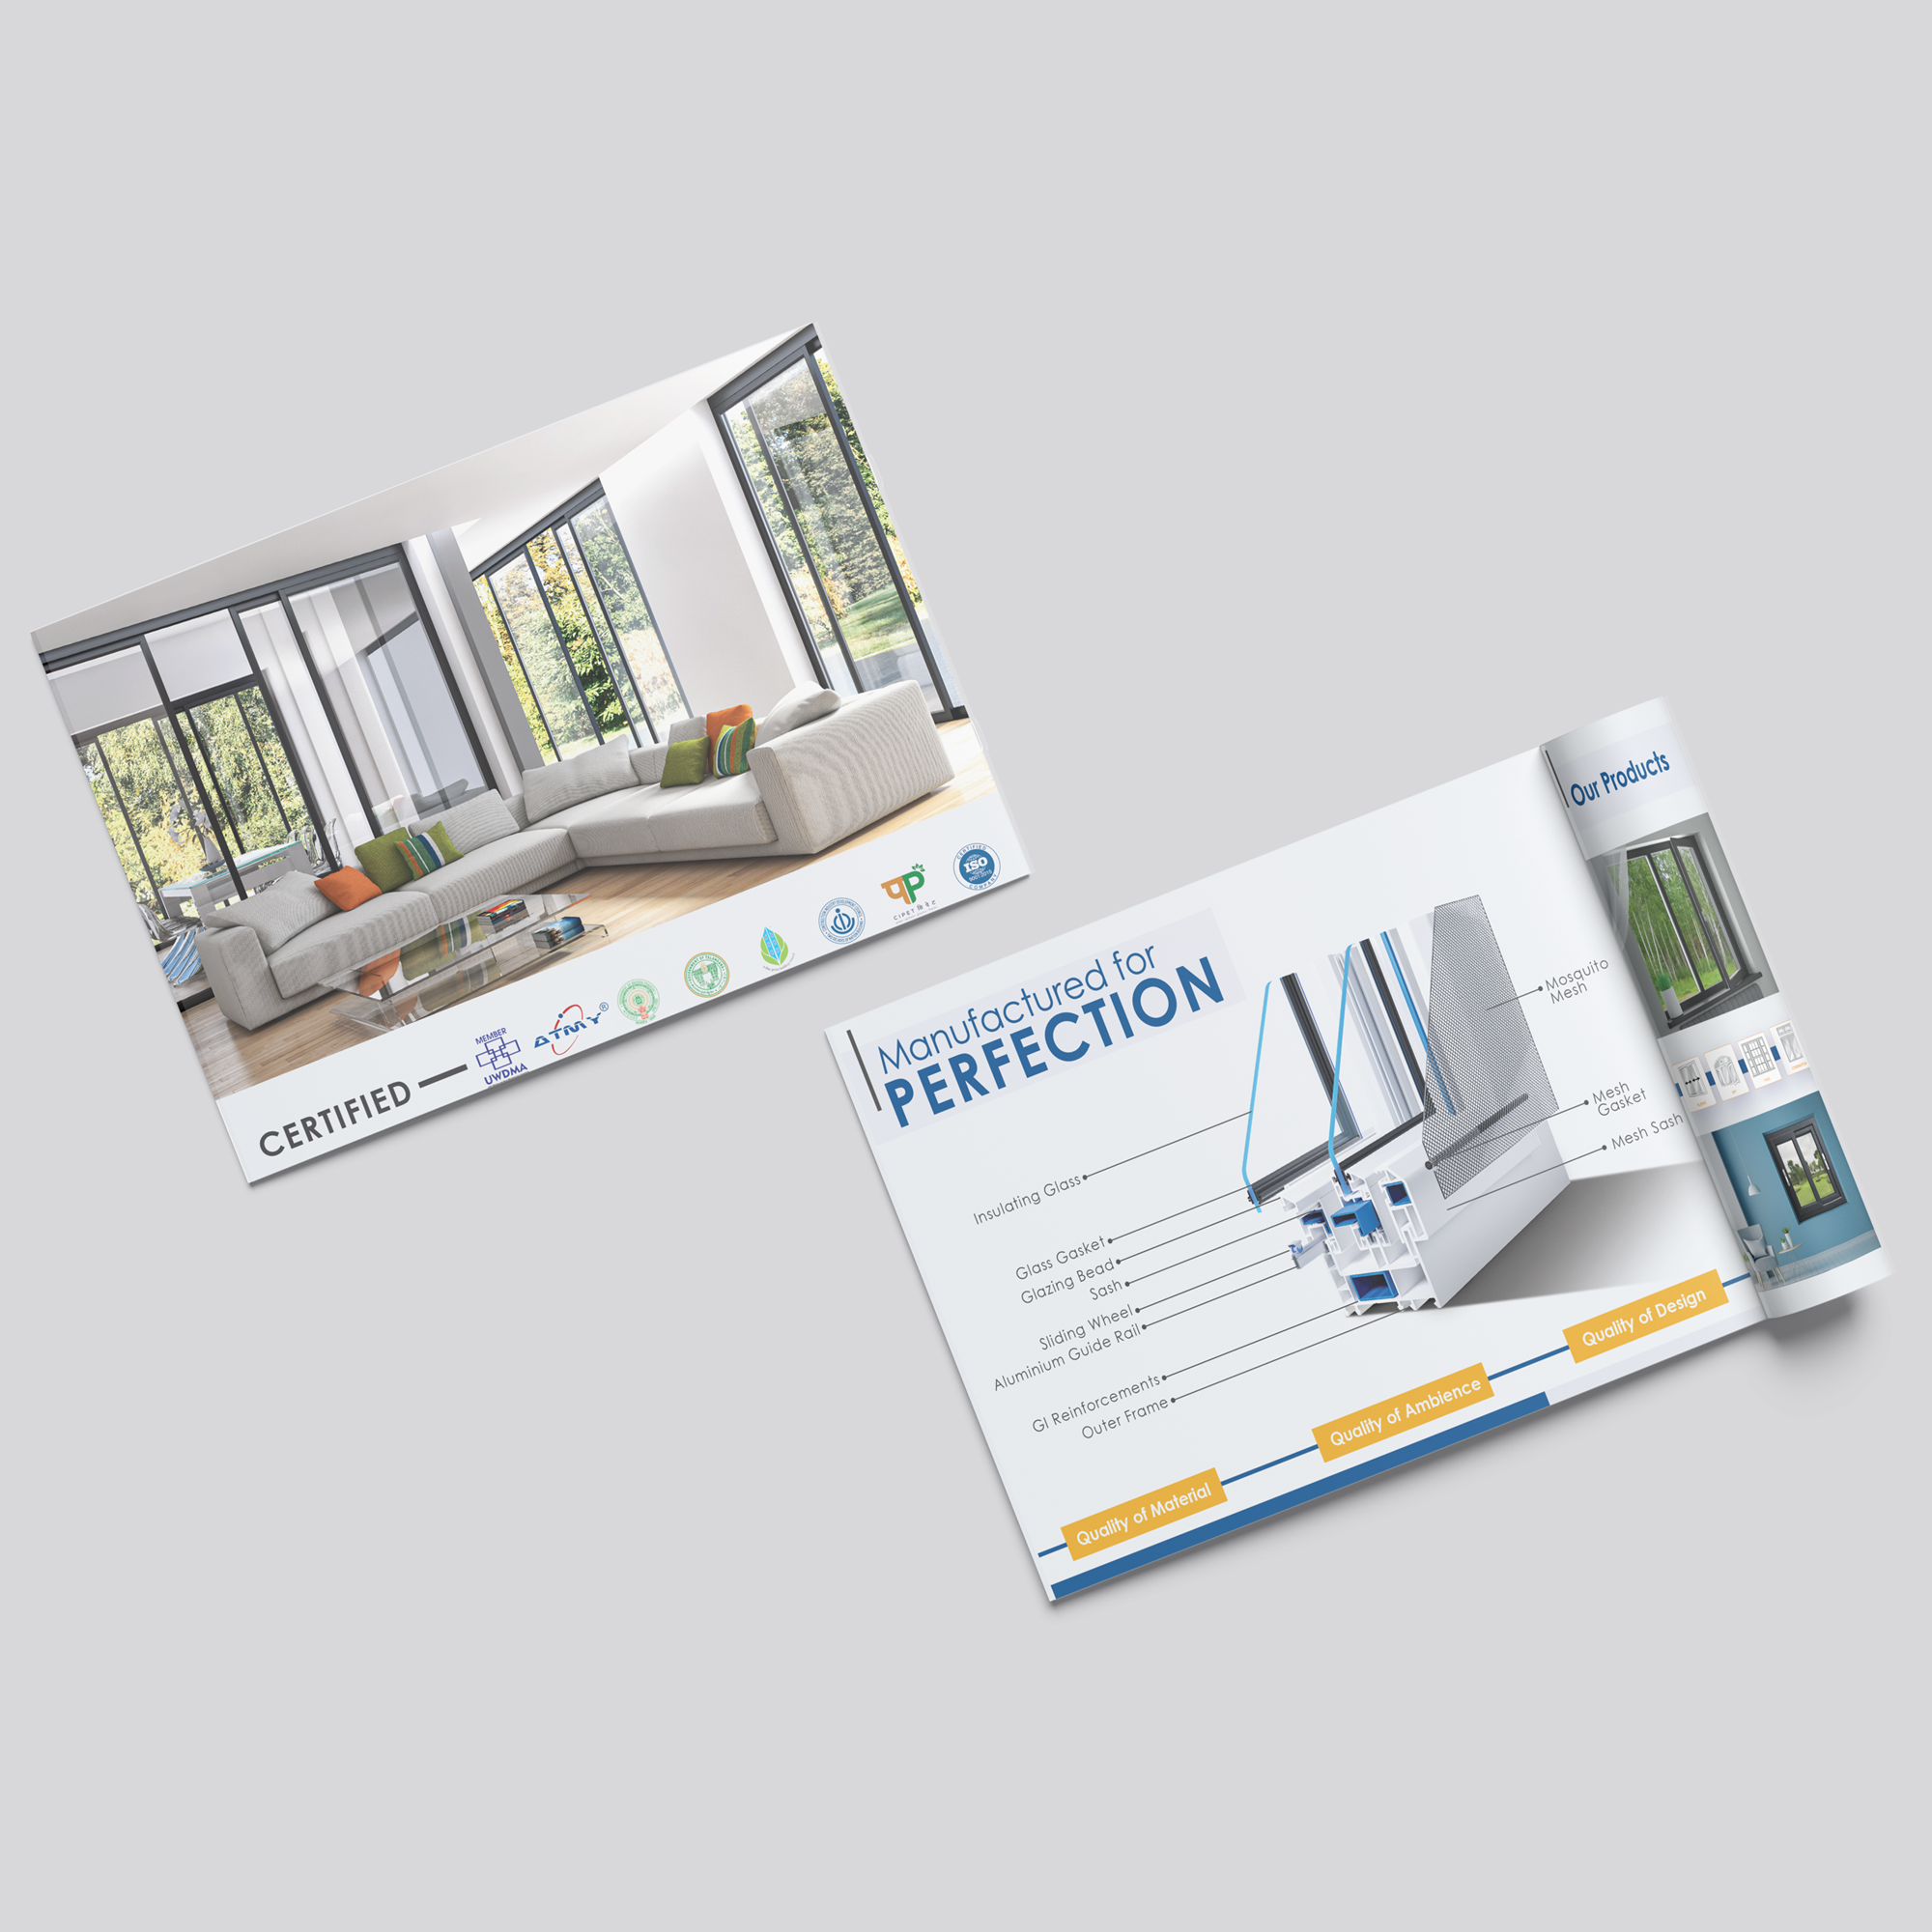 CERTIFIED
MEMBER
UWDMA
ATMY®
CIPET
CERTIFIED
ISO
COMPANY
Manufactured for
PERFECTION
Insulating Glass
Glass Gasket
Glazing Bead
Sash
Sliding Wheel
Aluminium Guide Rail
GI Reinforcements
Outer Frame
Mosquito
Mesh
Mesh
Gasket
Mesh Sash
Quality of Material
Quality of Ambience
Quality of Design
Our Products